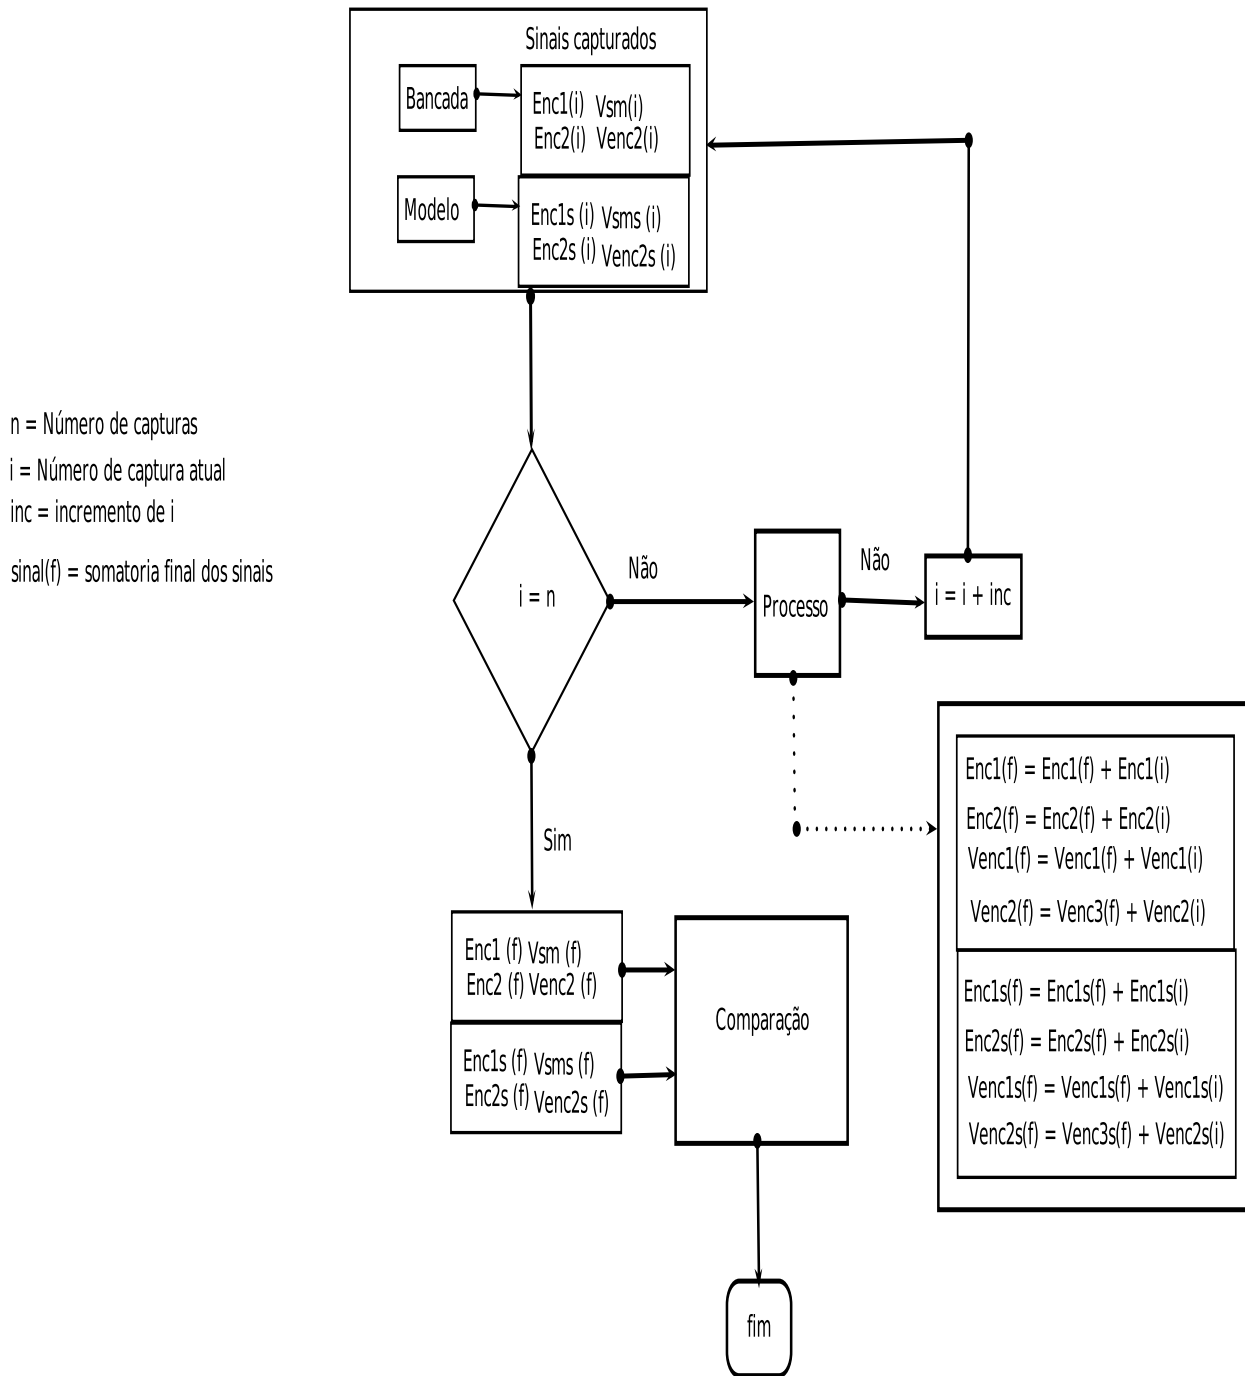 Sinais capturados
Bancada
Enc1(i) Vsm(i)
Enc2(i) Venc2(i)
Modelo
Enc1s (i) Vsms (i)
Enc2s (i) Venc2s (i)
n = Número de capturas
i = Número de captura atual
inc = incremento de i
sinal(f) = somatoria final dos sinais
i = n
Não
Processo
Não
i = i + inc
Sim
Enc1(f) = Enc1(f) + Enc1(i)
Enc2(f) = Enc2(f) + Enc2(i)
Venc1(f) = Venc1(f) + Venc1(i)
Venc2(f) = Venc3(f) + Venc2(i)
Enc1s(f) = Enc1s(f) + Enc1s(i)
Enc2s(f) = Enc2s(f) + Enc2s(i)
Venc1s(f) = Venc1s(f) + Venc1s(i)
Venc2s(f) = Venc3s(f) + Venc2s(i)
Enc1 (f) Vsm (f)
Enc2 (f) Venc2 (f)
Enc1s (f) Vsms (f)
Enc2s (f) Venc2s (f)
Comparação
fim